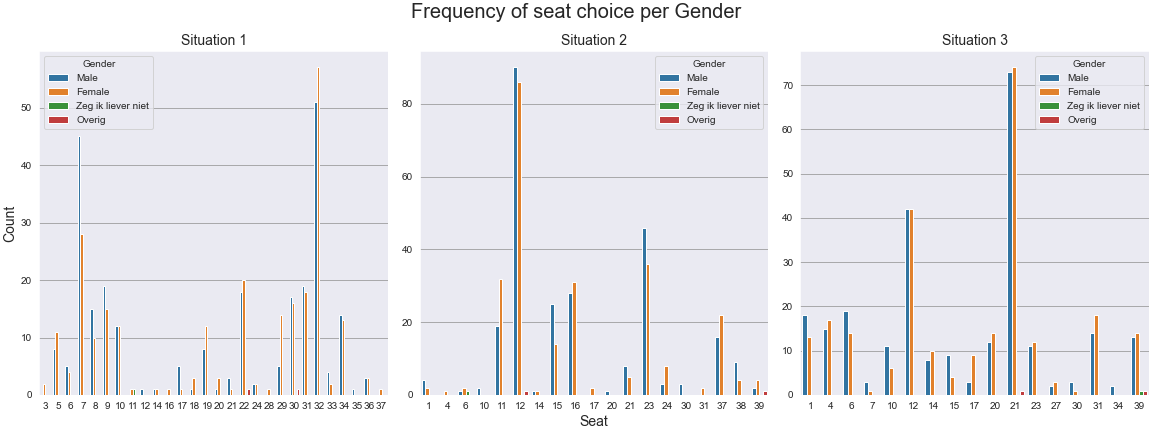 Frequency of seat choice per Gender
Situation 1
Gender
Male
Female
Zeg ik liever niet
Overig
Count
50
40
30
20
10
0
3 5 6 7 8 9 10 11 12 14 16 17 18 19 20 21 22 24 28 29 30 31 32 33 34 35 36 37
Situation 2
Gender
Male
Female
Zeg ik liever niet
Overig
80
60
40
20
0
1 4 6 10 11 12 14 15 16 17 20 21 23 24 30 31 37 38 39
Seat
Situation 3
Gender
Male
Female
Zeg ik liever niet
Overig
70
60
50
40
30
20
10
0
1 4 6 7 10 12 14 15 17 20 21 23 27 30 31 34 39